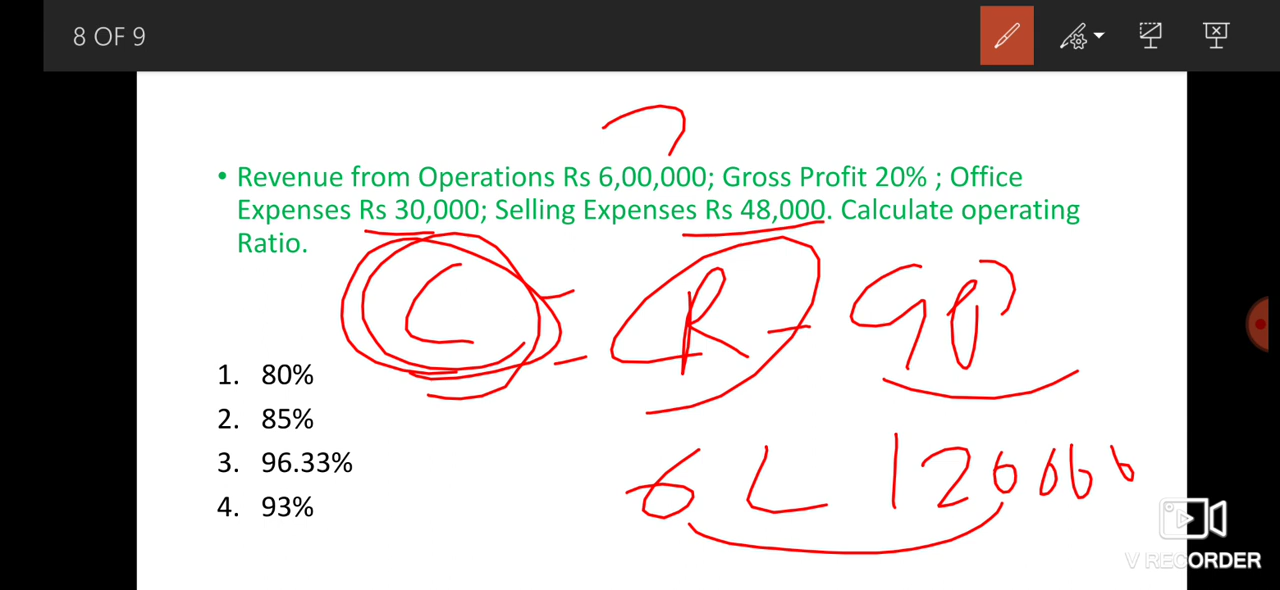 8 OF 9
• Revenue from Operations Rs 6,00,000; Gross Profit 20% ; Office
Expenses Rs 30,000; Selling Expenses Rs 48,000. Calculate operating
Ratio.
C = R - GP
1. 80%
2. 85%
3. 96.33%
4. 93%
6 L 120000
V RECORDER